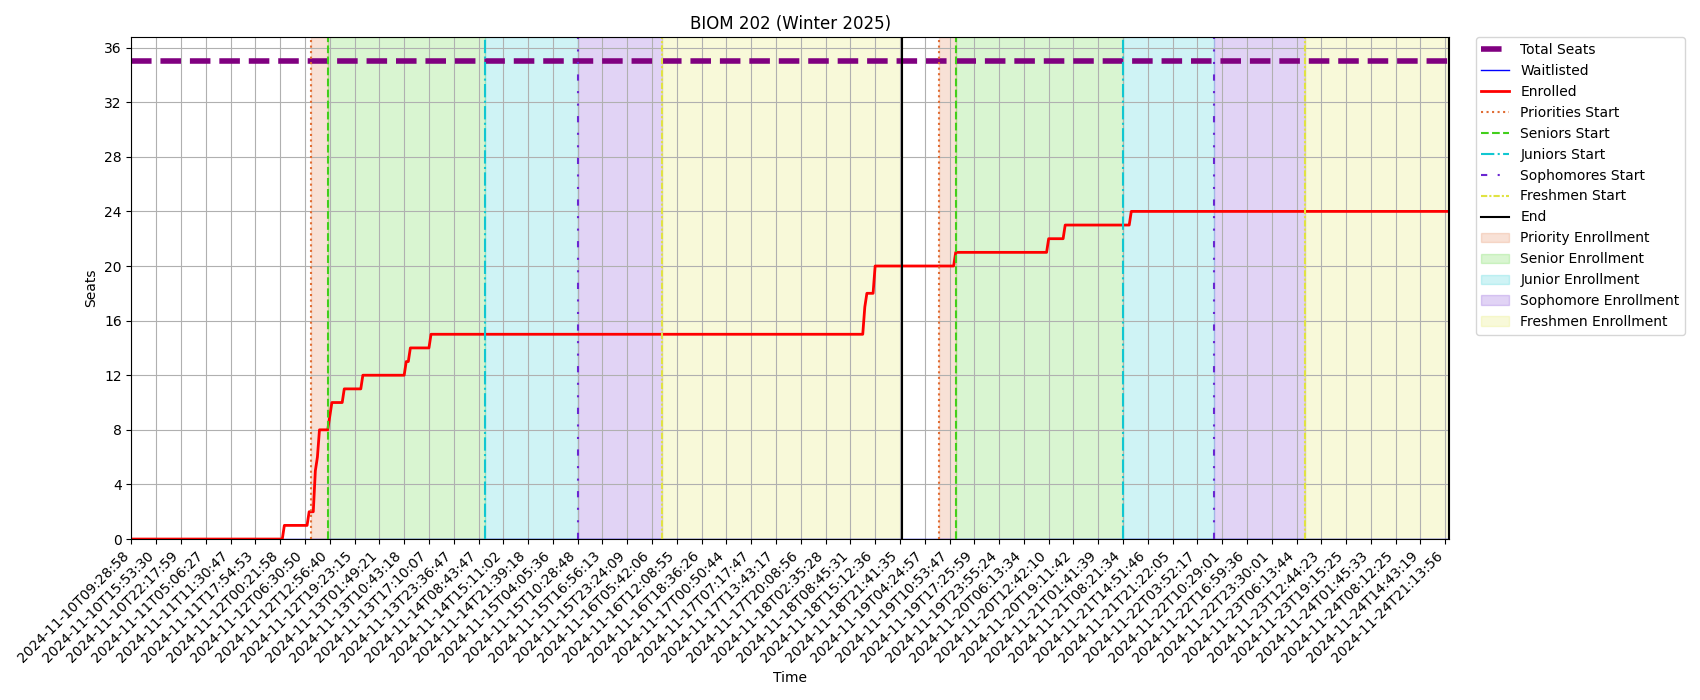 BIOM 202 (Winter 2025)
Seats
36
32
28
24
20
16
12
8
4
0
2024-11-10T09:28:58
2024-11-10T15:53:30
2024-11-10T22:17:59
2024-11-11T05:06:27
2024-11-11T11:30:47
2024-11-11T17:54:53
2024-11-12T00:21:58
2024-11-12T06:30:50
2024-11-12T12:56:40
2024-11-12T19:23:15
2024-11-13T01:49:21
2024-11-13T10:43:18
2024-11-13T17:10:07
2024-11-13T23:36:47
2024-11-14T08:43:47
2024-11-14T15:11:02
2024-11-14T21:39:18
2024-11-15T04:05:36
2024-11-15T10:28:48
2024-11-15T16:56:13
2024-11-15T23:24:09
2024-11-16T05:42:06
2024-11-16T12:08:55
2024-11-16T18:36:26
2024-11-17T00:50:44
2024-11-17T07:17:47
2024-11-17T13:43:17
2024-11-17T20:08:56
2024-11-18T02:35:28
2024-11-18T08:45:31
2024-11-18T15:12:36
2024-11-18T21:41:35
2024-11-19T04:24:57
2024-11-19T10:53:47
2024-11-19T17:25:59
2024-11-19T23:55:24
2024-11-20T06:13:34
2024-11-20T12:42:10
2024-11-20T19:11:42
2024-11-21T01:41:39
2024-11-21T08:21:34
2024-11-21T14:51:46
2024-11-21T21:22:05
2024-11-22T03:52:17
2024-11-22T10:29:01
2024-11-22T16:59:36
2024-11-22T23:30:01
2024-11-23T06:13:44
2024-11-23T12:44:23
2024-11-23T19:15:25
2024-11-24T01:45:33
2024-11-24T08:12:25
2024-11-24T14:43:19
2024-11-24T21:13:56
Time
Total Seats
Waitlisted
Enrolled
Priorities Start
Seniors Start
Juniors Start
Sophomores Start
Freshmen Start
End
Priority Enrollment
Senior Enrollment
Junior Enrollment
Sophomore Enrollment
Freshmen Enrollment